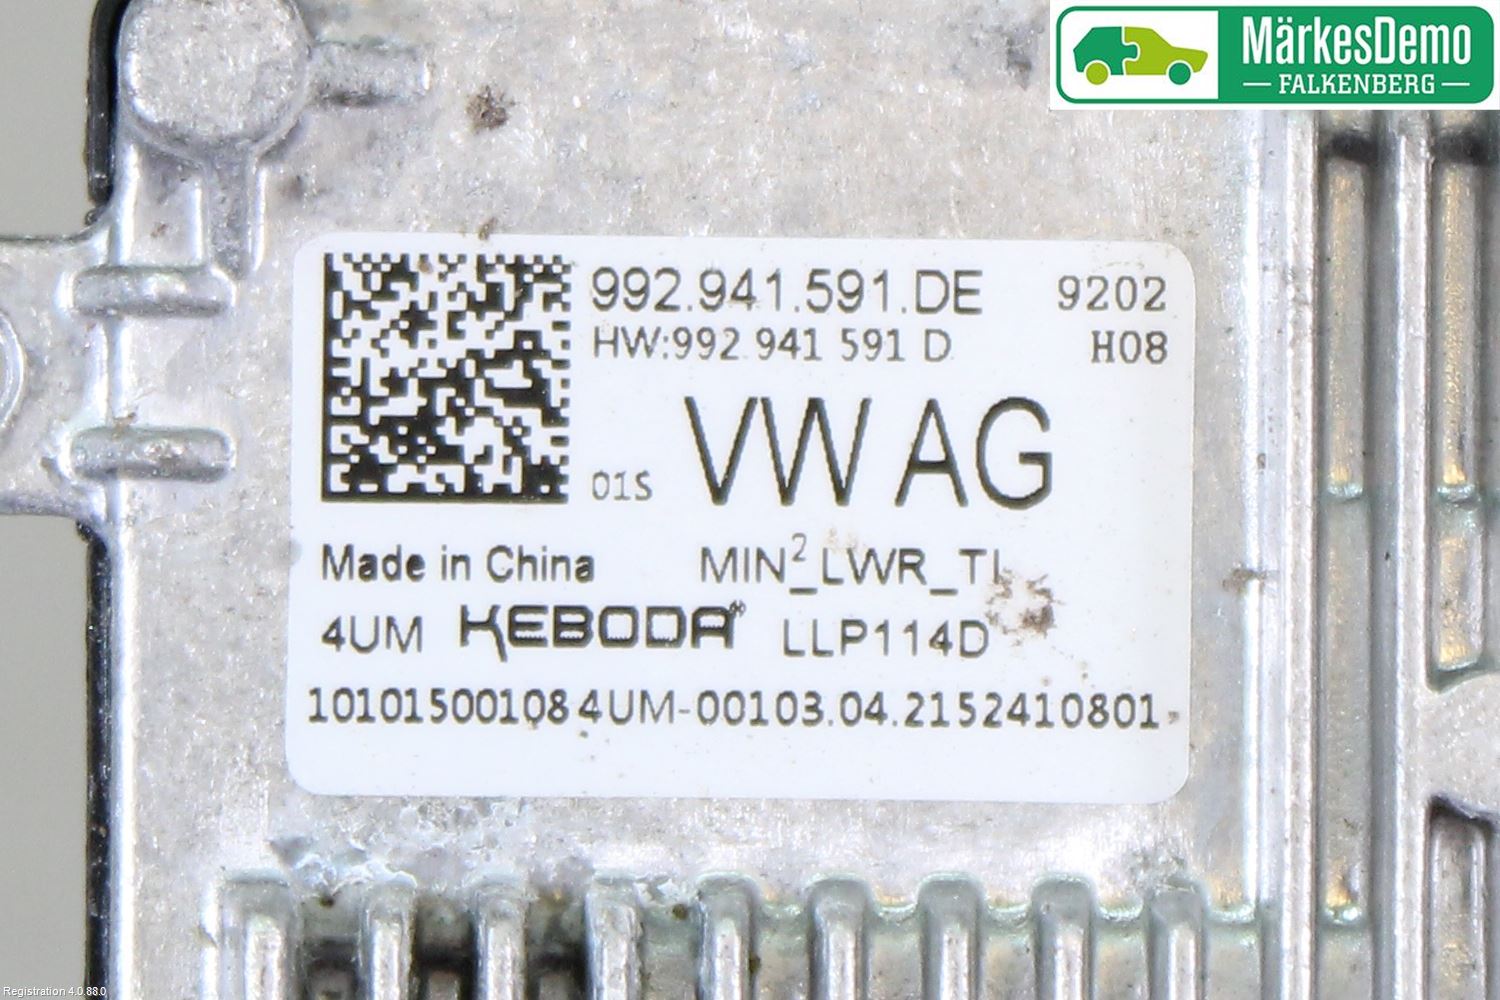 MärkesDemo
FALKENBERG
992.941.591.DE 9202
HW:992 941 591 D H08
01S VW AG
Made in China MIN²_LWR_TI
4UM KEBODA® LLP114D
10101500108 4UM-00103.04.2152410801
Registration 4.0.88.0